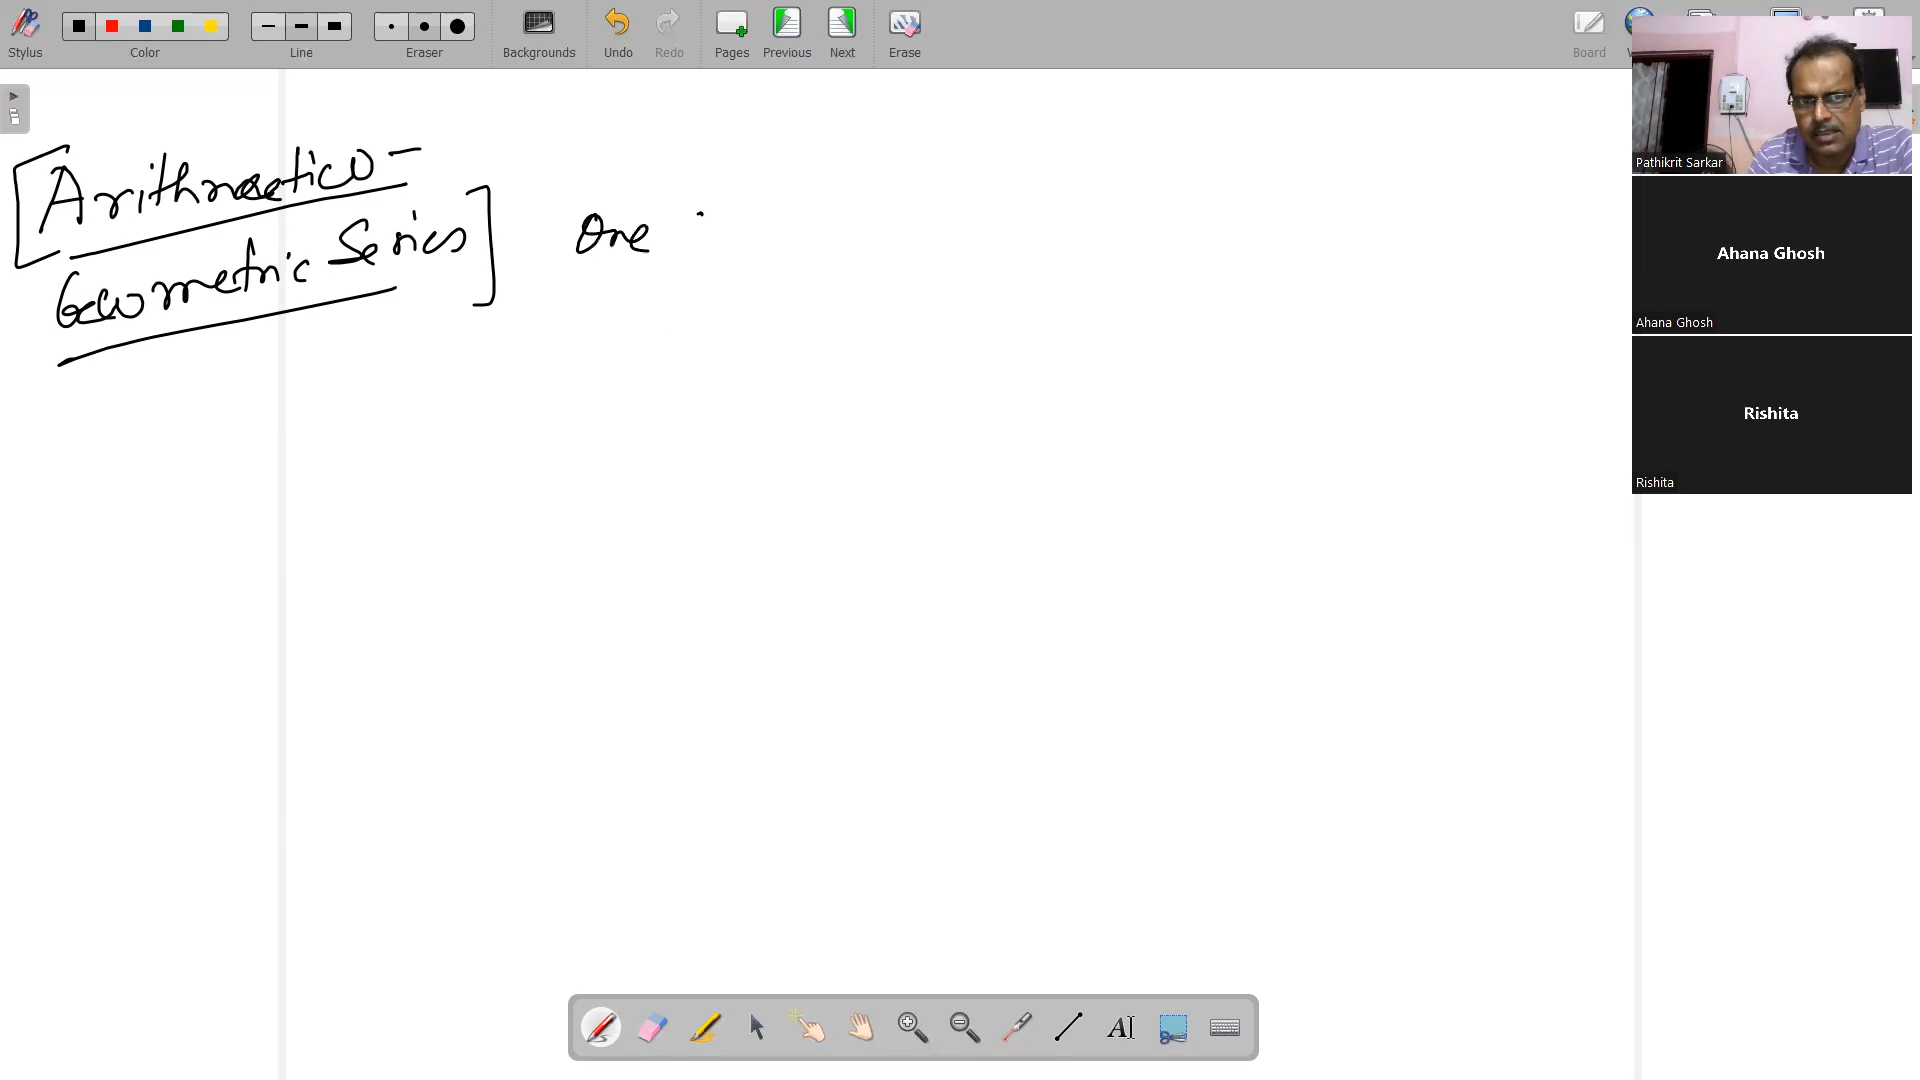 Stylus
Color
Line
Eraser
Backgrounds
Undo
Redo
Pages
Previous
Next
Erase
Board
[Arithmetico-
Geometric Series]
One
Pathikrit Sarkar
Ahana Ghosh
Ahana Ghosh
Rishita
Rishita